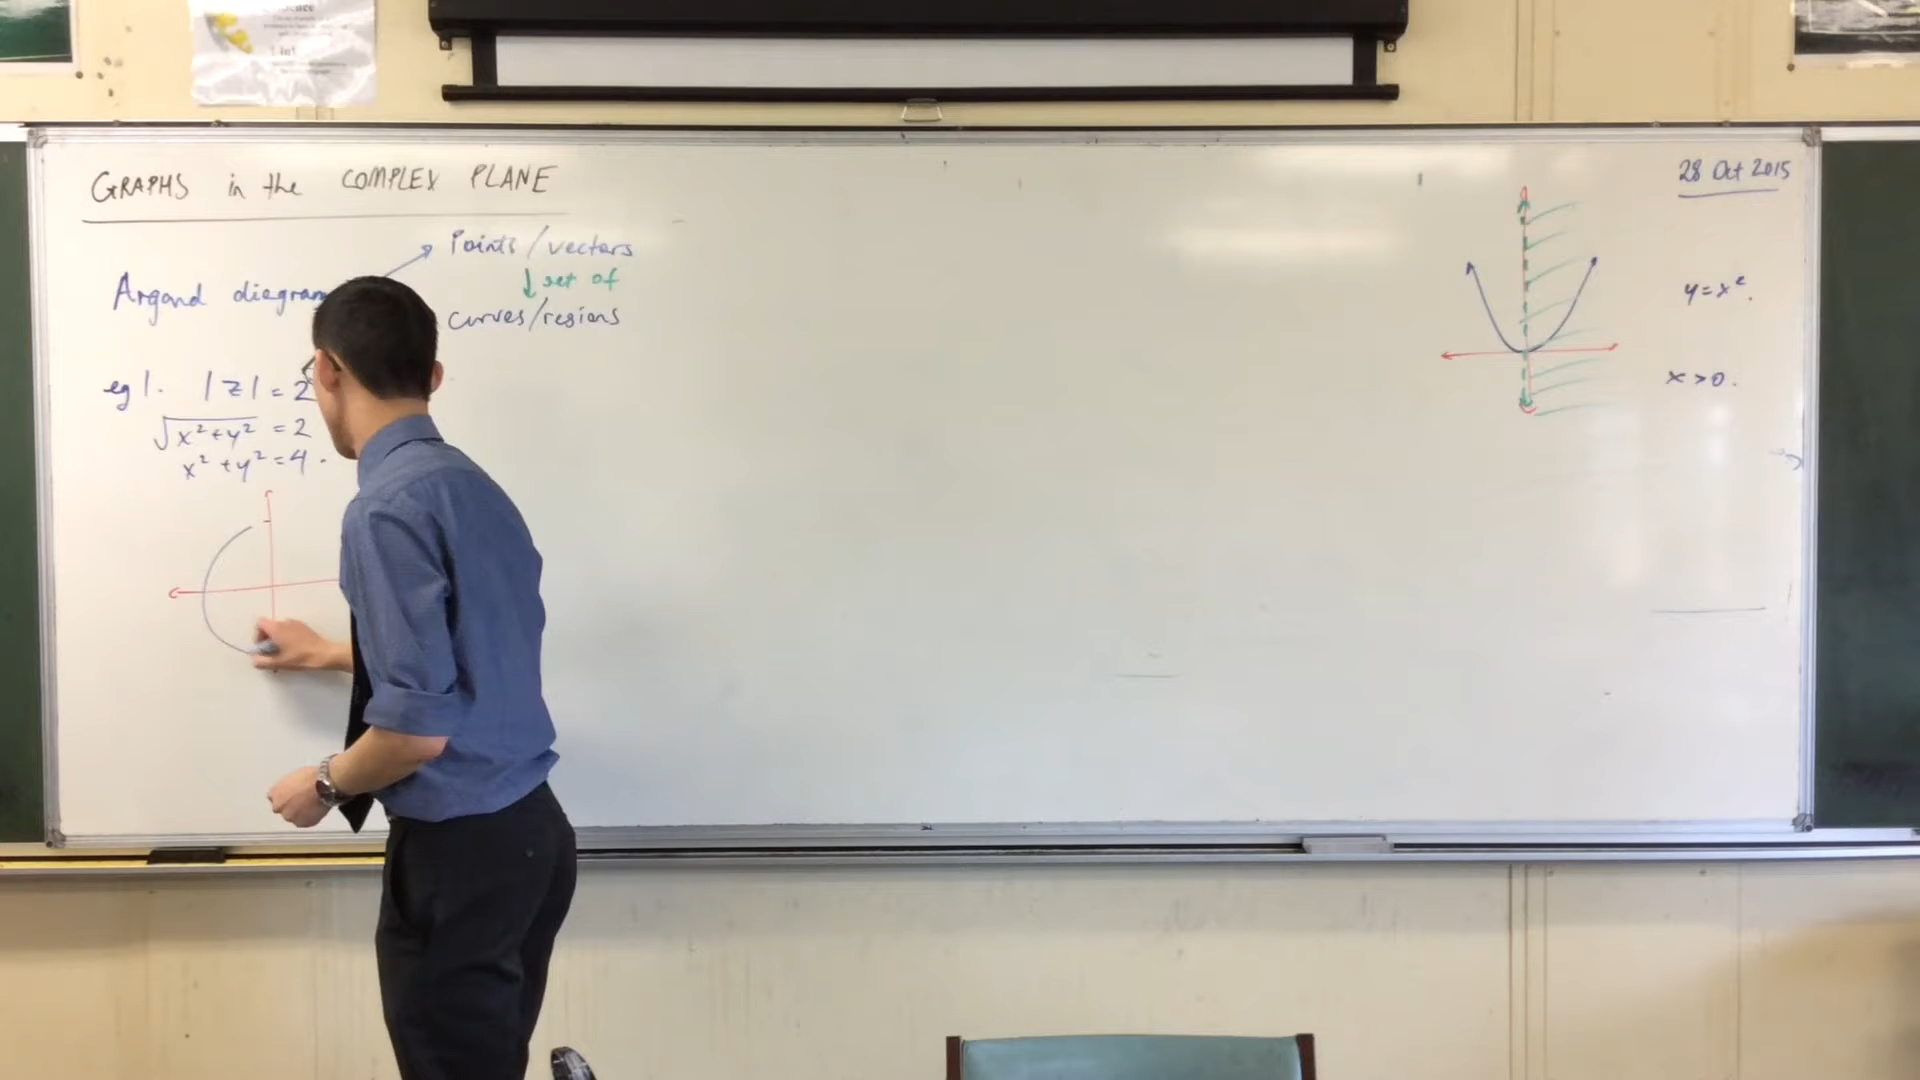 GRAPHS in the COMPLEX PLANE
28 Oct 2015
Points/vectors
↓ set of
Argand diagram
curves/regions
y=x².
eg 1. |z| = 2
x >0.
√x²+y² = 2
x² + y² = 4.